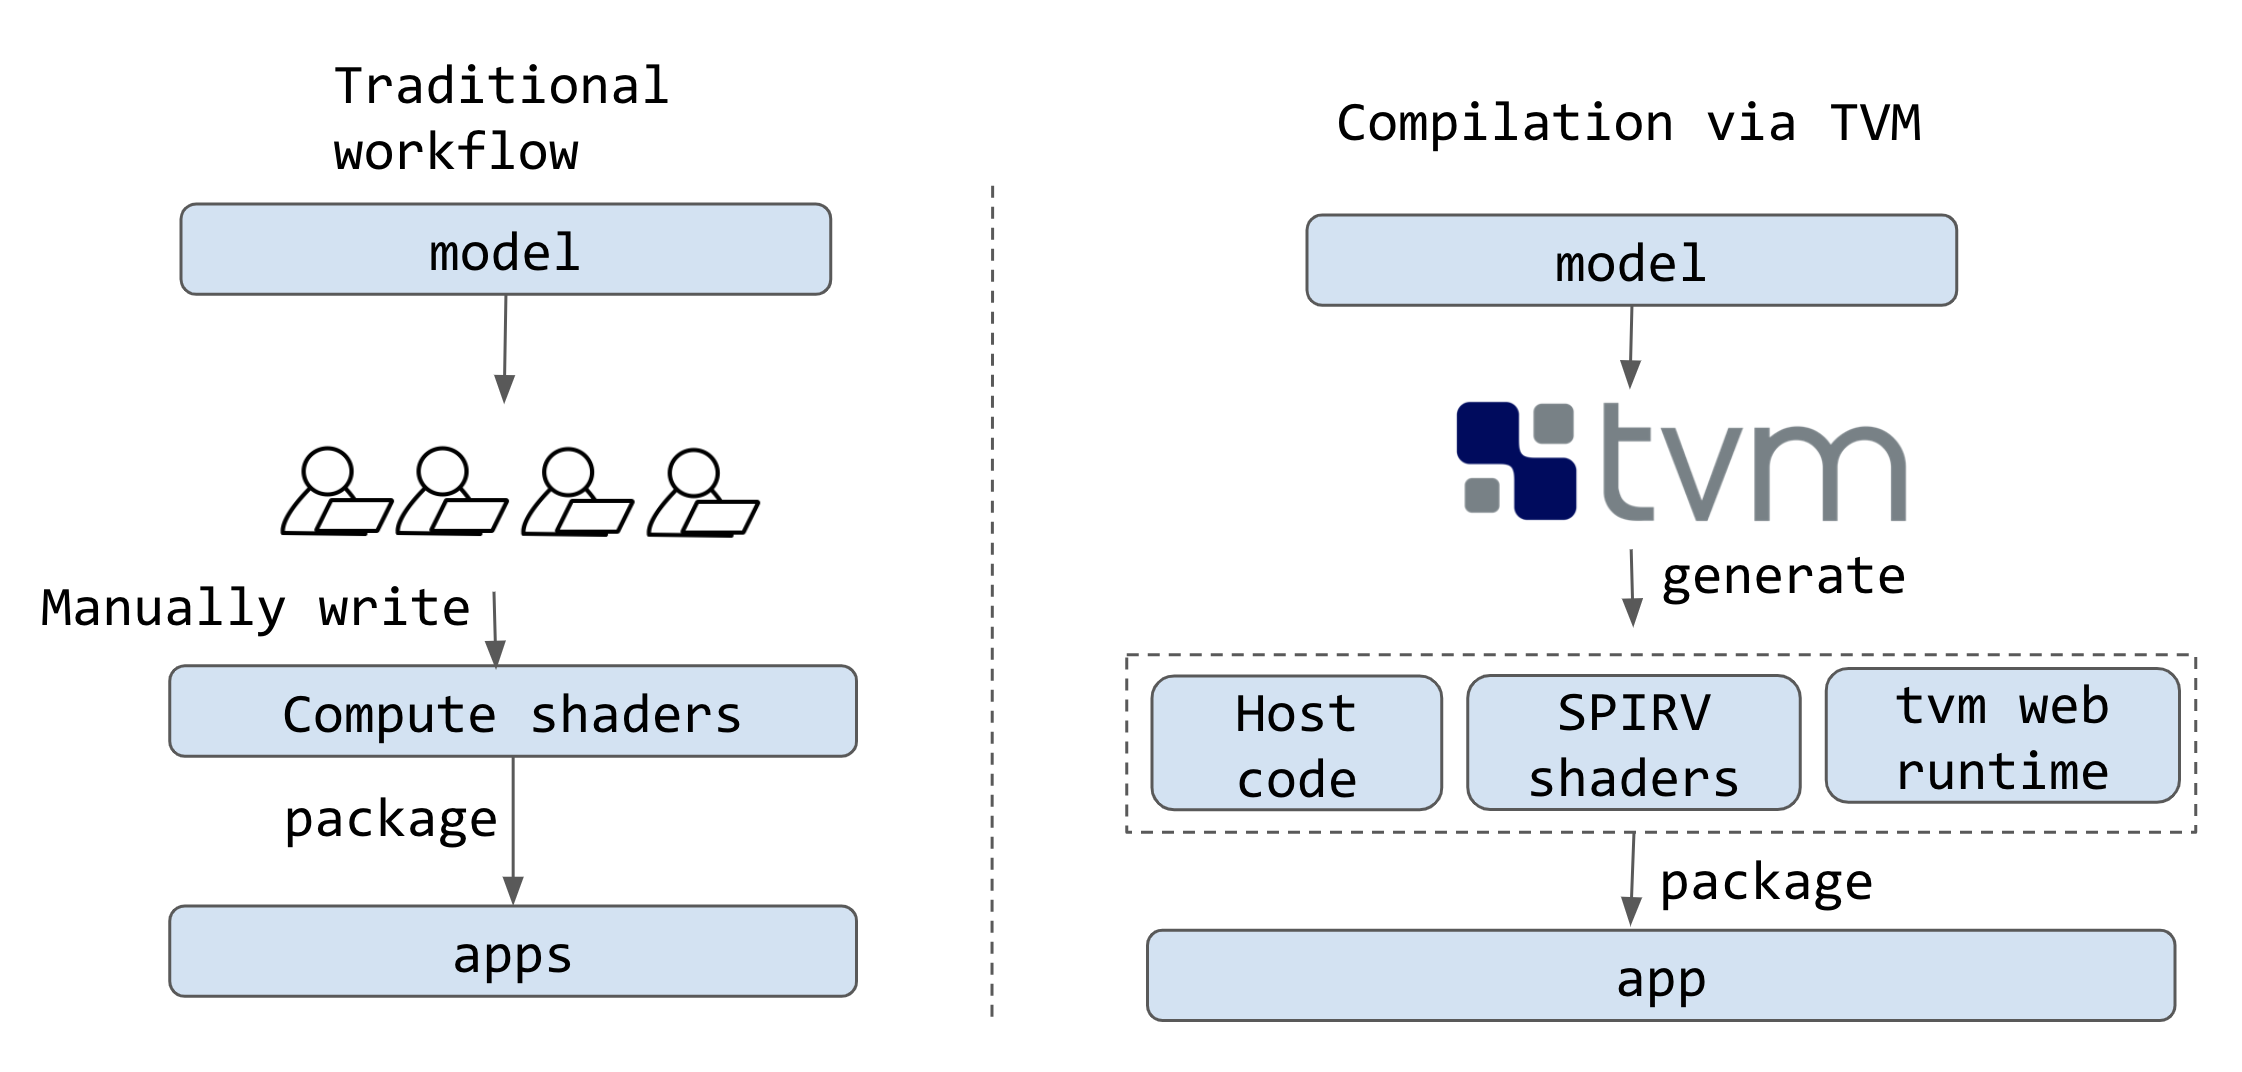 Traditional
workflow
model
Manually write
Compute shaders
package
apps
Compilation via TVM
model
tvm
generate
Host
code
SPIRV
shaders
tvm web
runtime
package
app